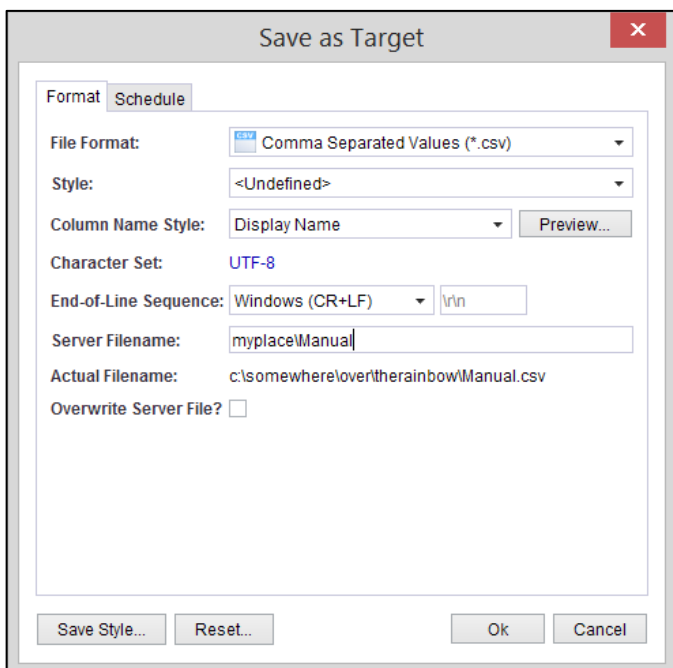 Save as Target
Format Schedule
File Format: CSV Comma Separated Values (*.csv)
Style: <Undefined>
Column Name Style: Display Name Preview...
Character Set: UTF-8
End-of-Line Sequence: Windows (CR+LF) \r\n
Server Filename: myplace\Manual
Actual Filename: c:\somewhere\over\therainbow\Manual.csv
Overwrite Server File?
Save Style... Reset... Ok Cancel